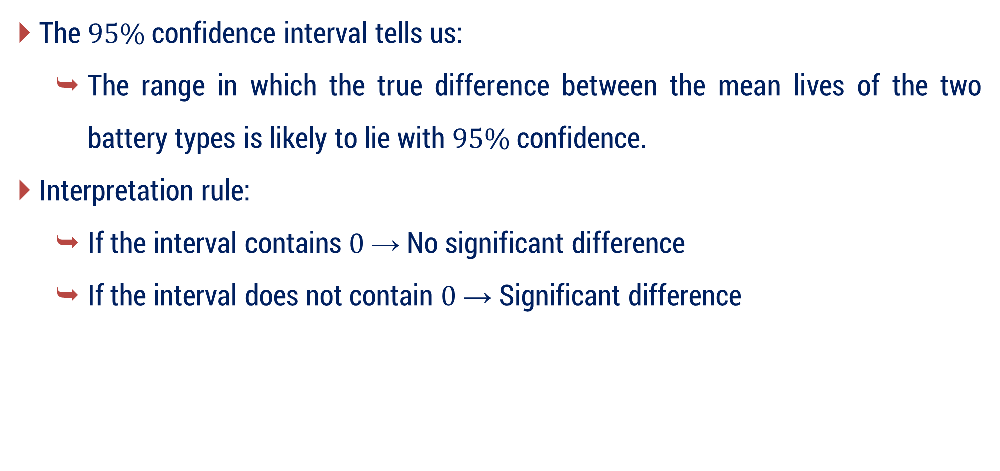 The 95% confidence interval tells us:
The range in which the true difference between the mean lives of the two
battery types is likely to lie with 95% confidence.
Interpretation rule:
If the interval contains 0 → No significant difference
If the interval does not contain 0 → Significant difference